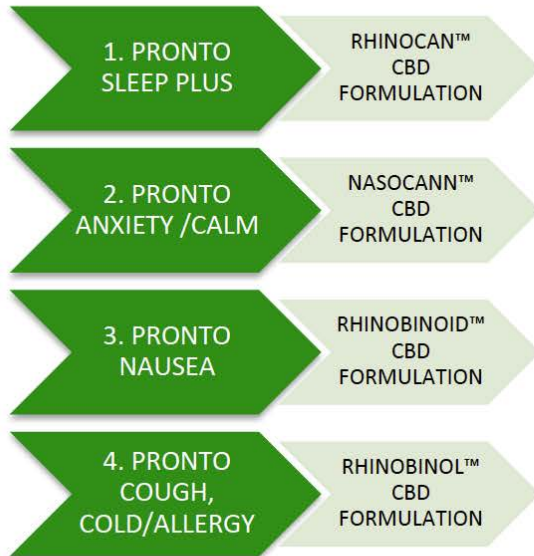 1. PRONTO
SLEEP PLUS
RHINOCAN™
CBD
FORMULATION
2. PRONTO
ANXIETY /CALM
NASOCANN™
CBD
FORMULATION
3. PRONTO
NAUSEA
RHINOBINOID™
CBD
FORMULATION
4. PRONTO
COUGH,
COLD/ALLERGY
RHINOBINOL™
CBD
FORMULATION